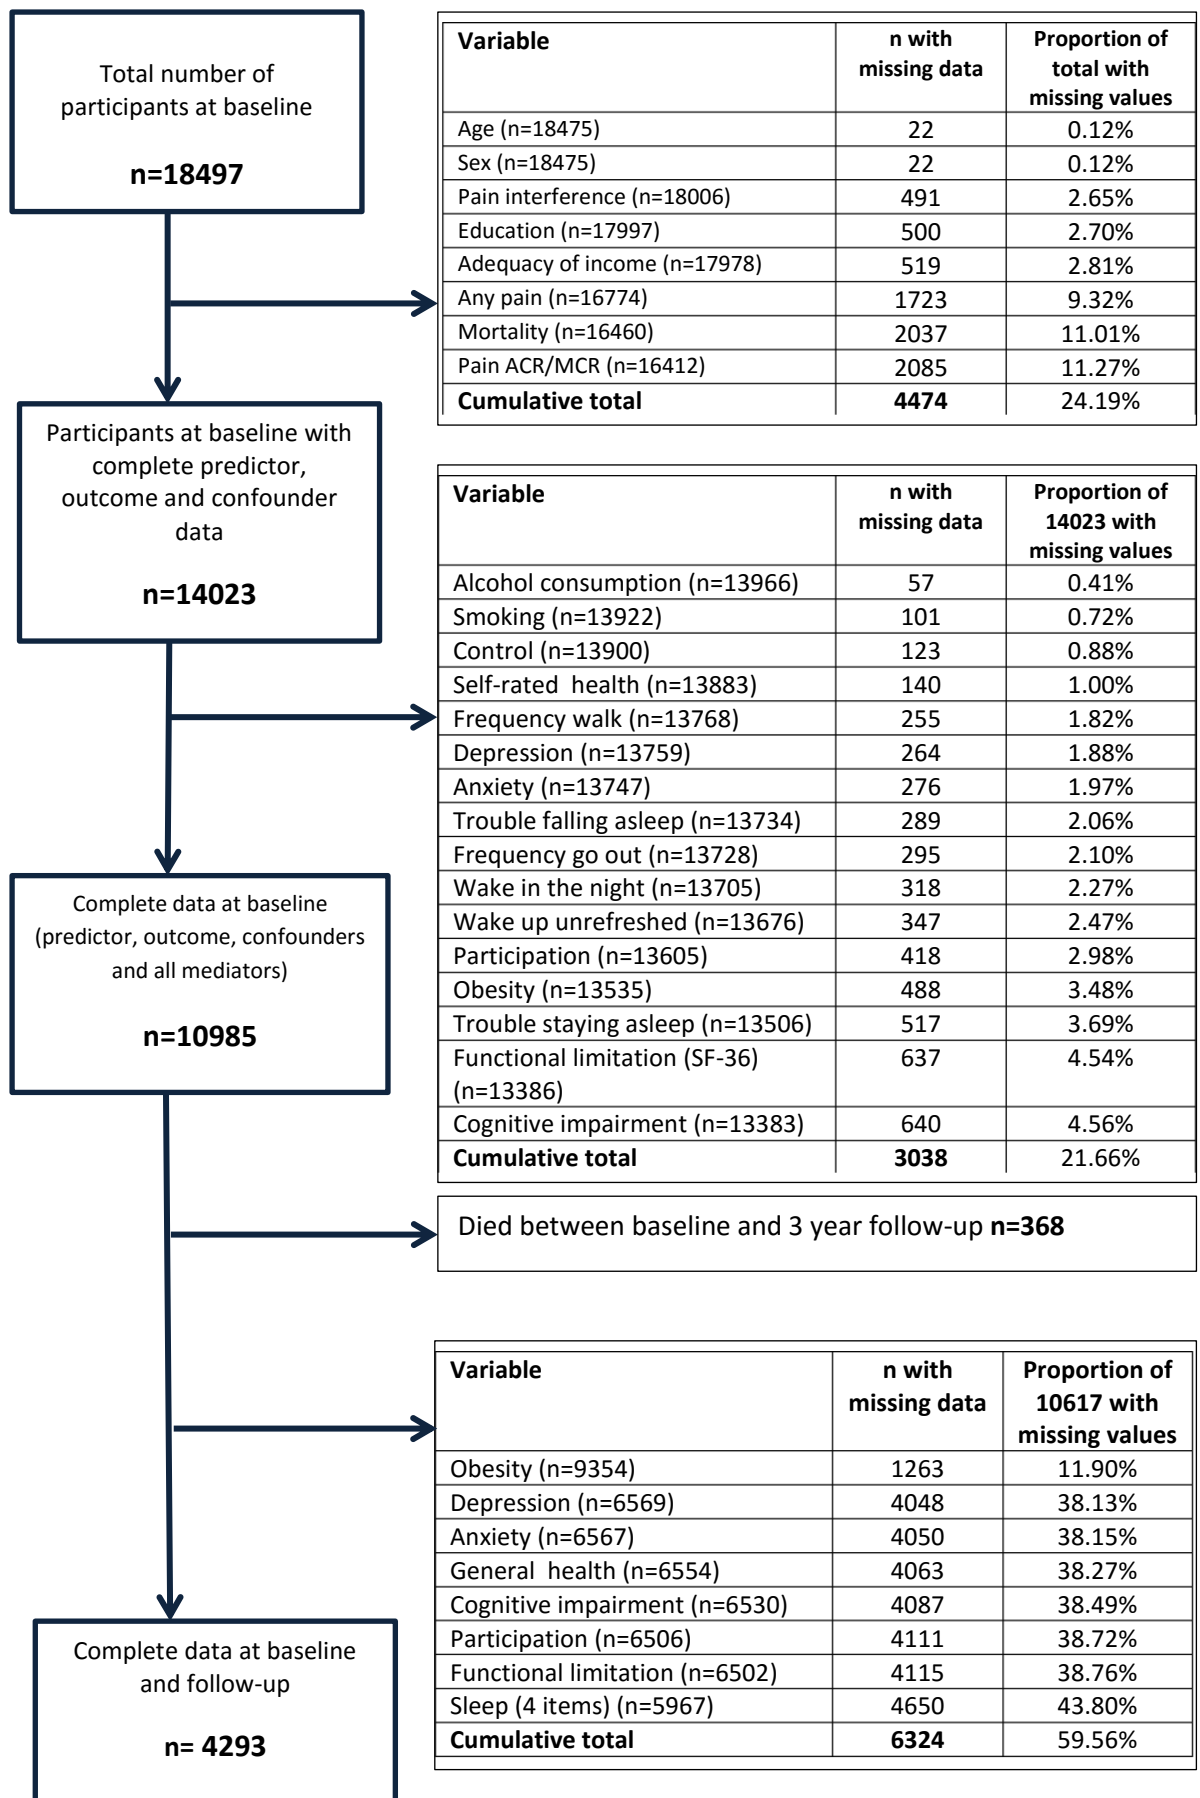 Total number of
participants at baseline
n=18497
Variable n with Proportion of
missing data total with
missing values
Age (n=18475) 22 0.12%
Sex (n=18475) 22 0.12%
Pain interference (n=18006) 491 2.65%
Education (n=17997) 500 2.70%
Adequacy of income (n=17978) 519 2.81%
Any pain (n=16774) 1723 9.32%
Mortality (n=16460) 2037 11.01%
Pain ACR/MCR (n=16412) 2085 11.27%
Cumulative total 4474 24.19%
Participants at baseline with
complete predictor,
outcome and confounder
data
n=14023
Variable n with Proportion of
missing data 14023 with
missing values
Alcohol consumption (n=13966) 57 0.41%
Smoking (n=13922) 101 0.72%
Control (n=13900) 123 0.88%
Self-rated health (n=13883) 140 1.00%
Frequency walk (n=13768) 255 1.82%
Depression (n=13759) 264 1.88%
Anxiety (n=13747) 276 1.97%
Trouble falling asleep (n=13734) 289 2.06%
Frequency go out (n=13728) 295 2.10%
Wake in the night (n=13705) 318 2.27%
Wake up unrefreshed (n=13676) 347 2.47%
Participation (n=13605) 418 2.98%
Obesity (n=13535) 488 3.48%
Trouble staying asleep (n=13506) 517 3.69%
Functional limitation (SF-36) 637 4.54%
(n=13386)
Cognitive impairment (n=13383) 640 4.56%
Cumulative total 3038 21.66%
Complete data at baseline
(predictor, outcome, confounders
and all mediators)
n=10985
Died between baseline and 3 year follow-up n=368
Variable n with Proportion of
missing data 10617 with
missing values
Obesity (n=9354) 1263 11.90%
Depression (n=6569) 4048 38.13%
Anxiety (n=6567) 4050 38.15%
General health (n=6554) 4063 38.27%
Cognitive impairment (n=6530) 4087 38.49%
Participation (n=6506) 4111 38.72%
Functional limitation (n=6502) 4115 38.76%
Sleep (4 items) (n=5967) 4650 43.80%
Cumulative total 6324 59.56%
Complete data at baseline
and follow-up
n= 4293